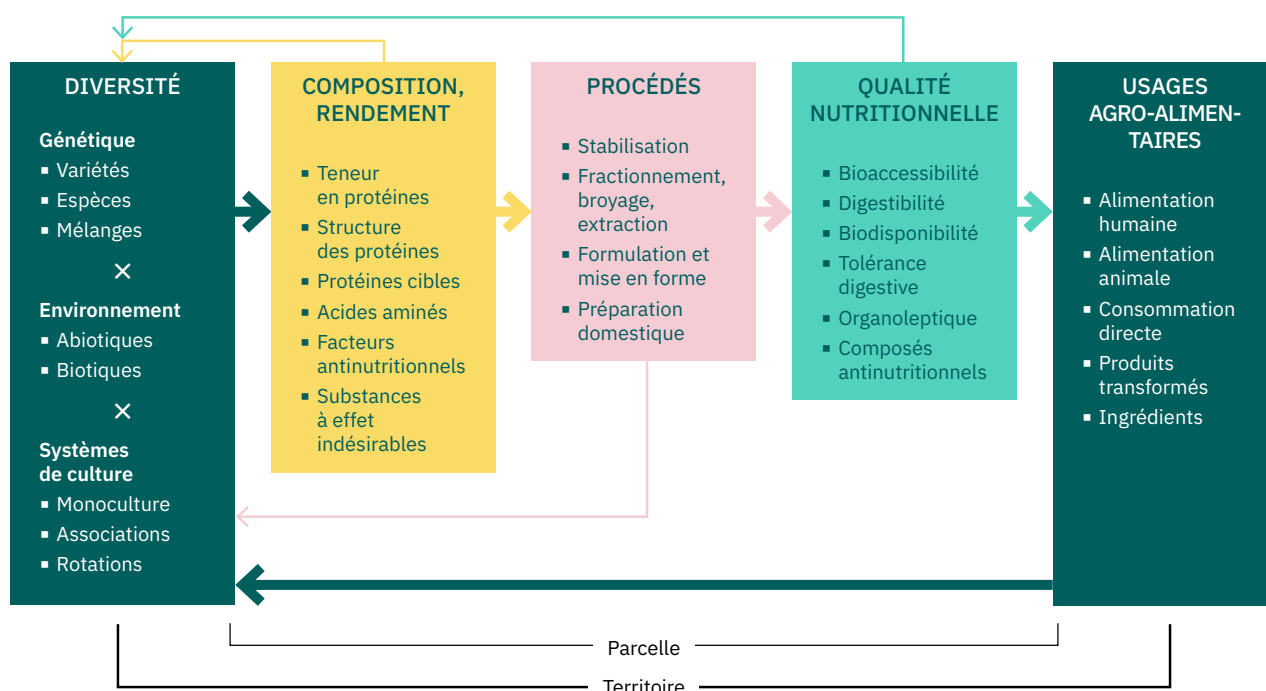 DIVERSITÉ
Génétique
▪ Variétés
▪ Espèces
▪ Mélanges
×
Environnement
▪ Abiotiques
▪ Biotiques
×
Systèmes
de culture
▪ Monoculture
▪ Associations
▪ Rotations
COMPOSITION,
RENDEMENT
▪ Teneur
en protéines
▪ Structure
des protéines
▪ Protéines cibles
▪ Acides aminés
▪ Facteurs
antinutritionnels
▪ Substances
à effet
indésirables
PROCÉDÉS
▪ Stabilisation
▪ Fractionnement,
broyage,
extraction
▪ Formulation et
mise en forme
▪ Préparation
domestique
QUALITÉ
NUTRITIONNELLE
▪ Bioaccessibilité
▪ Digestibilité
▪ Biodisponibilité
▪ Tolérance
digestive
▪ Organoleptique
▪ Composés
antinutritionnels
USAGES
AGRO-ALIMEN-
TAIRES
▪ Alimentation
humaine
▪ Alimentation
animale
▪ Consommation
directe
▪ Produits
transformés
▪ Ingrédients
Parcelle
Territoire